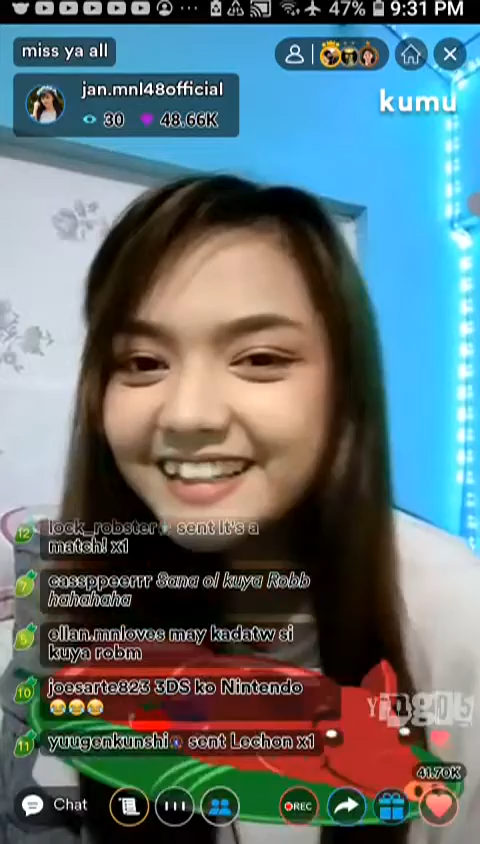 47% 9:31 PM
miss ya all
jan.mnl48official
30 48.66K
kumu
12 lock_robster sent It's a
match! x1
7 cassppeerrr Sana ol kuya Robb
hahahaha
5 ellan.mnloves may kadatw si
kuya robm
10 joesarte823 3DS ko Nintendo
😂😂😂
11 yuugenkunshi sent Lechon x1
41.70K
Chat
REC